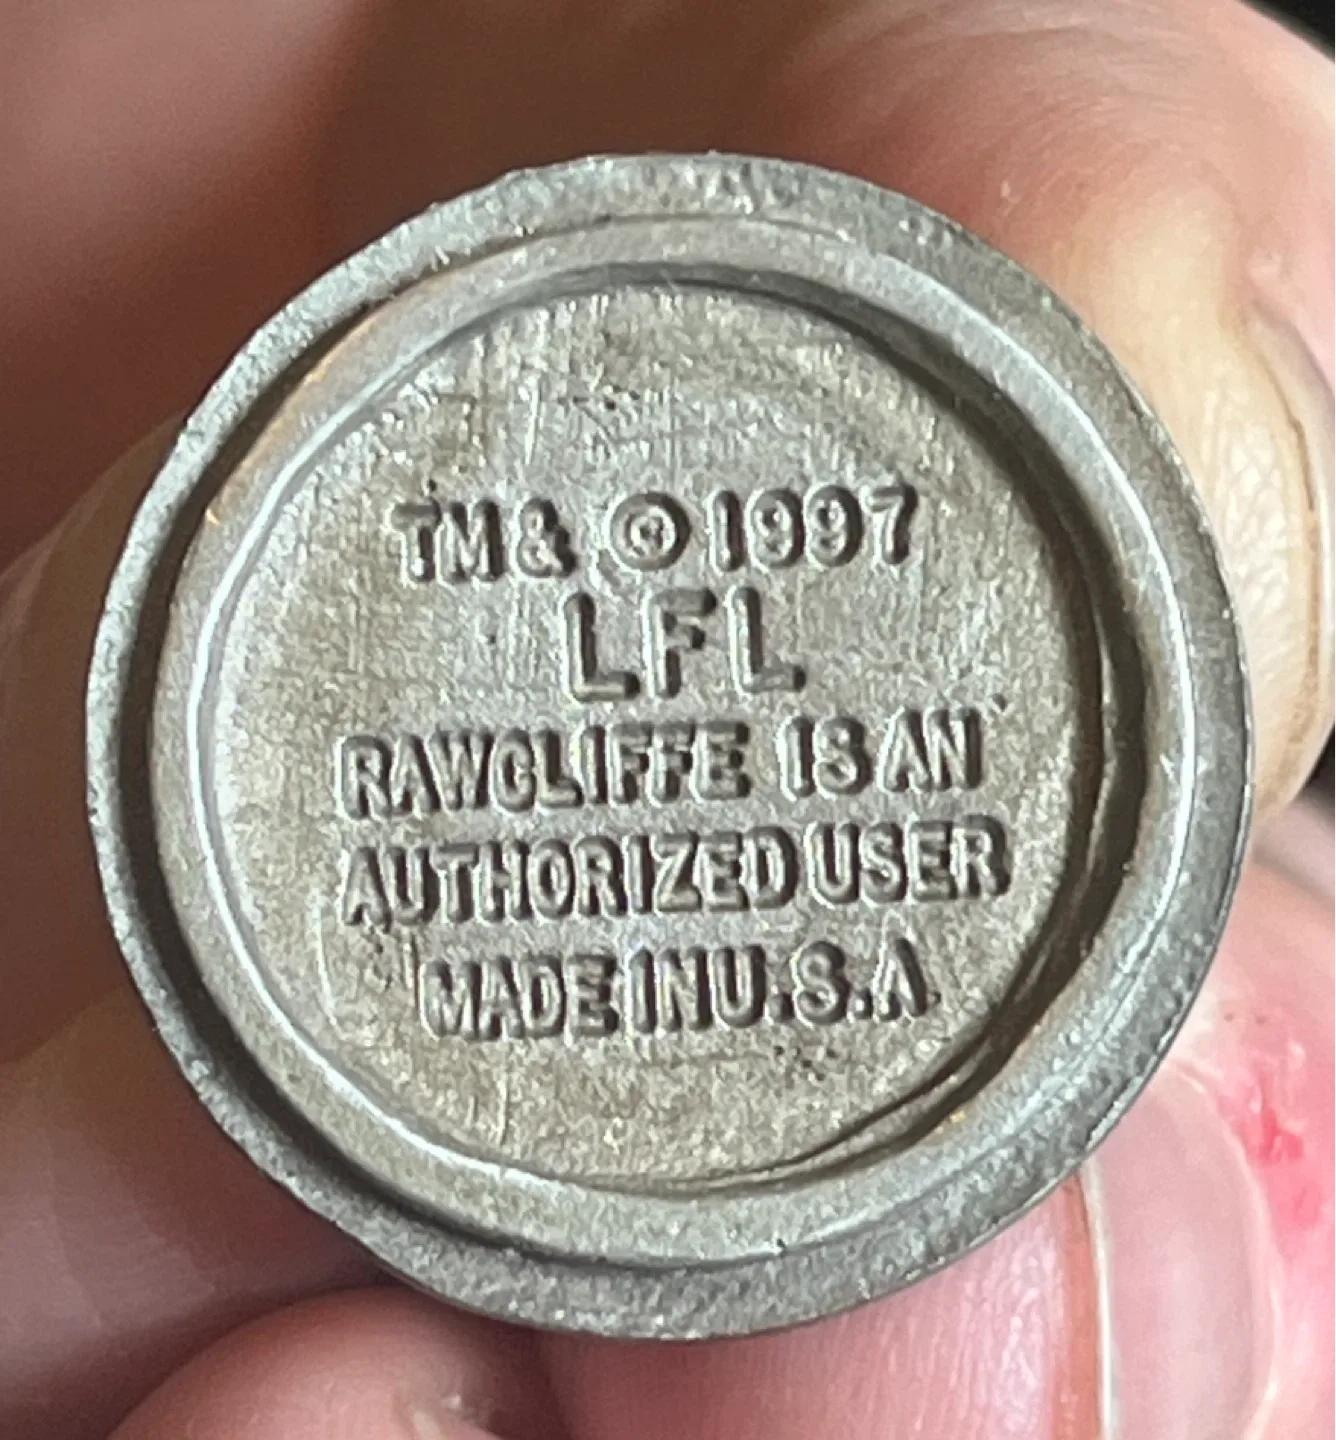 TM& © 1997
LFL
RAWCLIFFE IS AN
AUTHORIZED USER
MADE IN U.S.A.